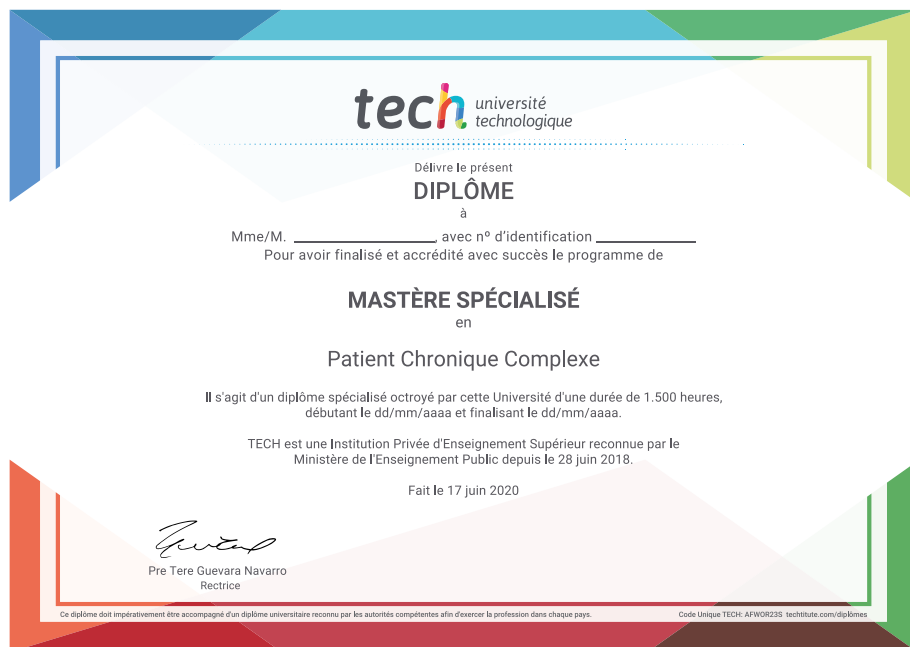 tech université
technologique
Délivre le présent
DIPLÔME
à
Mme/M. ____________, avec nº d'identification ____________
Pour avoir finalisé et accrédité avec succès le programme de
MASTÈRE SPÉCIALISÉ
en
Patient Chronique Complexe
Il s'agit d'un diplôme spécialisé octroyé par cette Université d'une durée de 1.500 heures,
débutant le dd/mm/aaaa et finalisant le dd/mm/aaaa.
TECH est une Institution Privée d'Enseignement Supérieur reconnue par le
Ministère de l'Enseignement Public depuis le 28 juin 2018.
Fait le 17 juin 2020
Pre Tere Guevara Navarro
Rectrice
Ce diplôme doit impérativement être accompagné d'un diplôme universitaire reconnu par les autorités compétentes afin d'exercer la profession dans chaque pays.
Code Unique TECH: AFWOR23S techtitute.com/diplômes